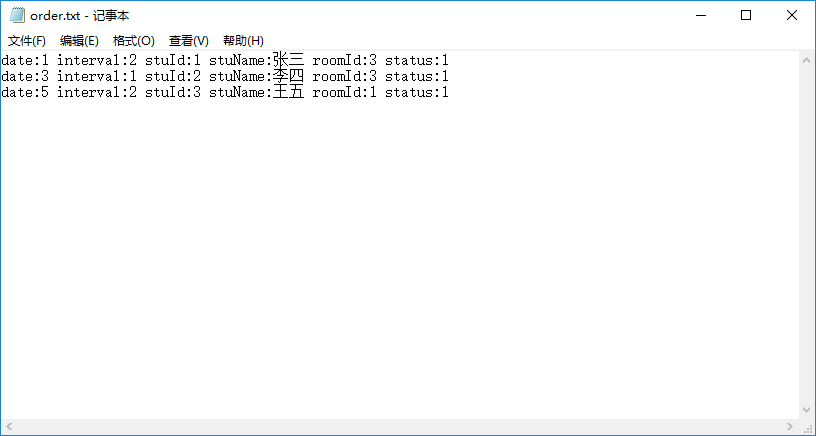 order.txt - 记事本
文件(F) 编辑(E) 格式(O) 查看(V) 帮助(H)
date:1 interval:2 stuId:1 stuName:张三 roomId:3 status:1
date:3 interval:1 stuId:2 stuName:李四 roomId:3 status:1
date:5 interval:2 stuId:3 stuName:王五 roomId:1 status:1